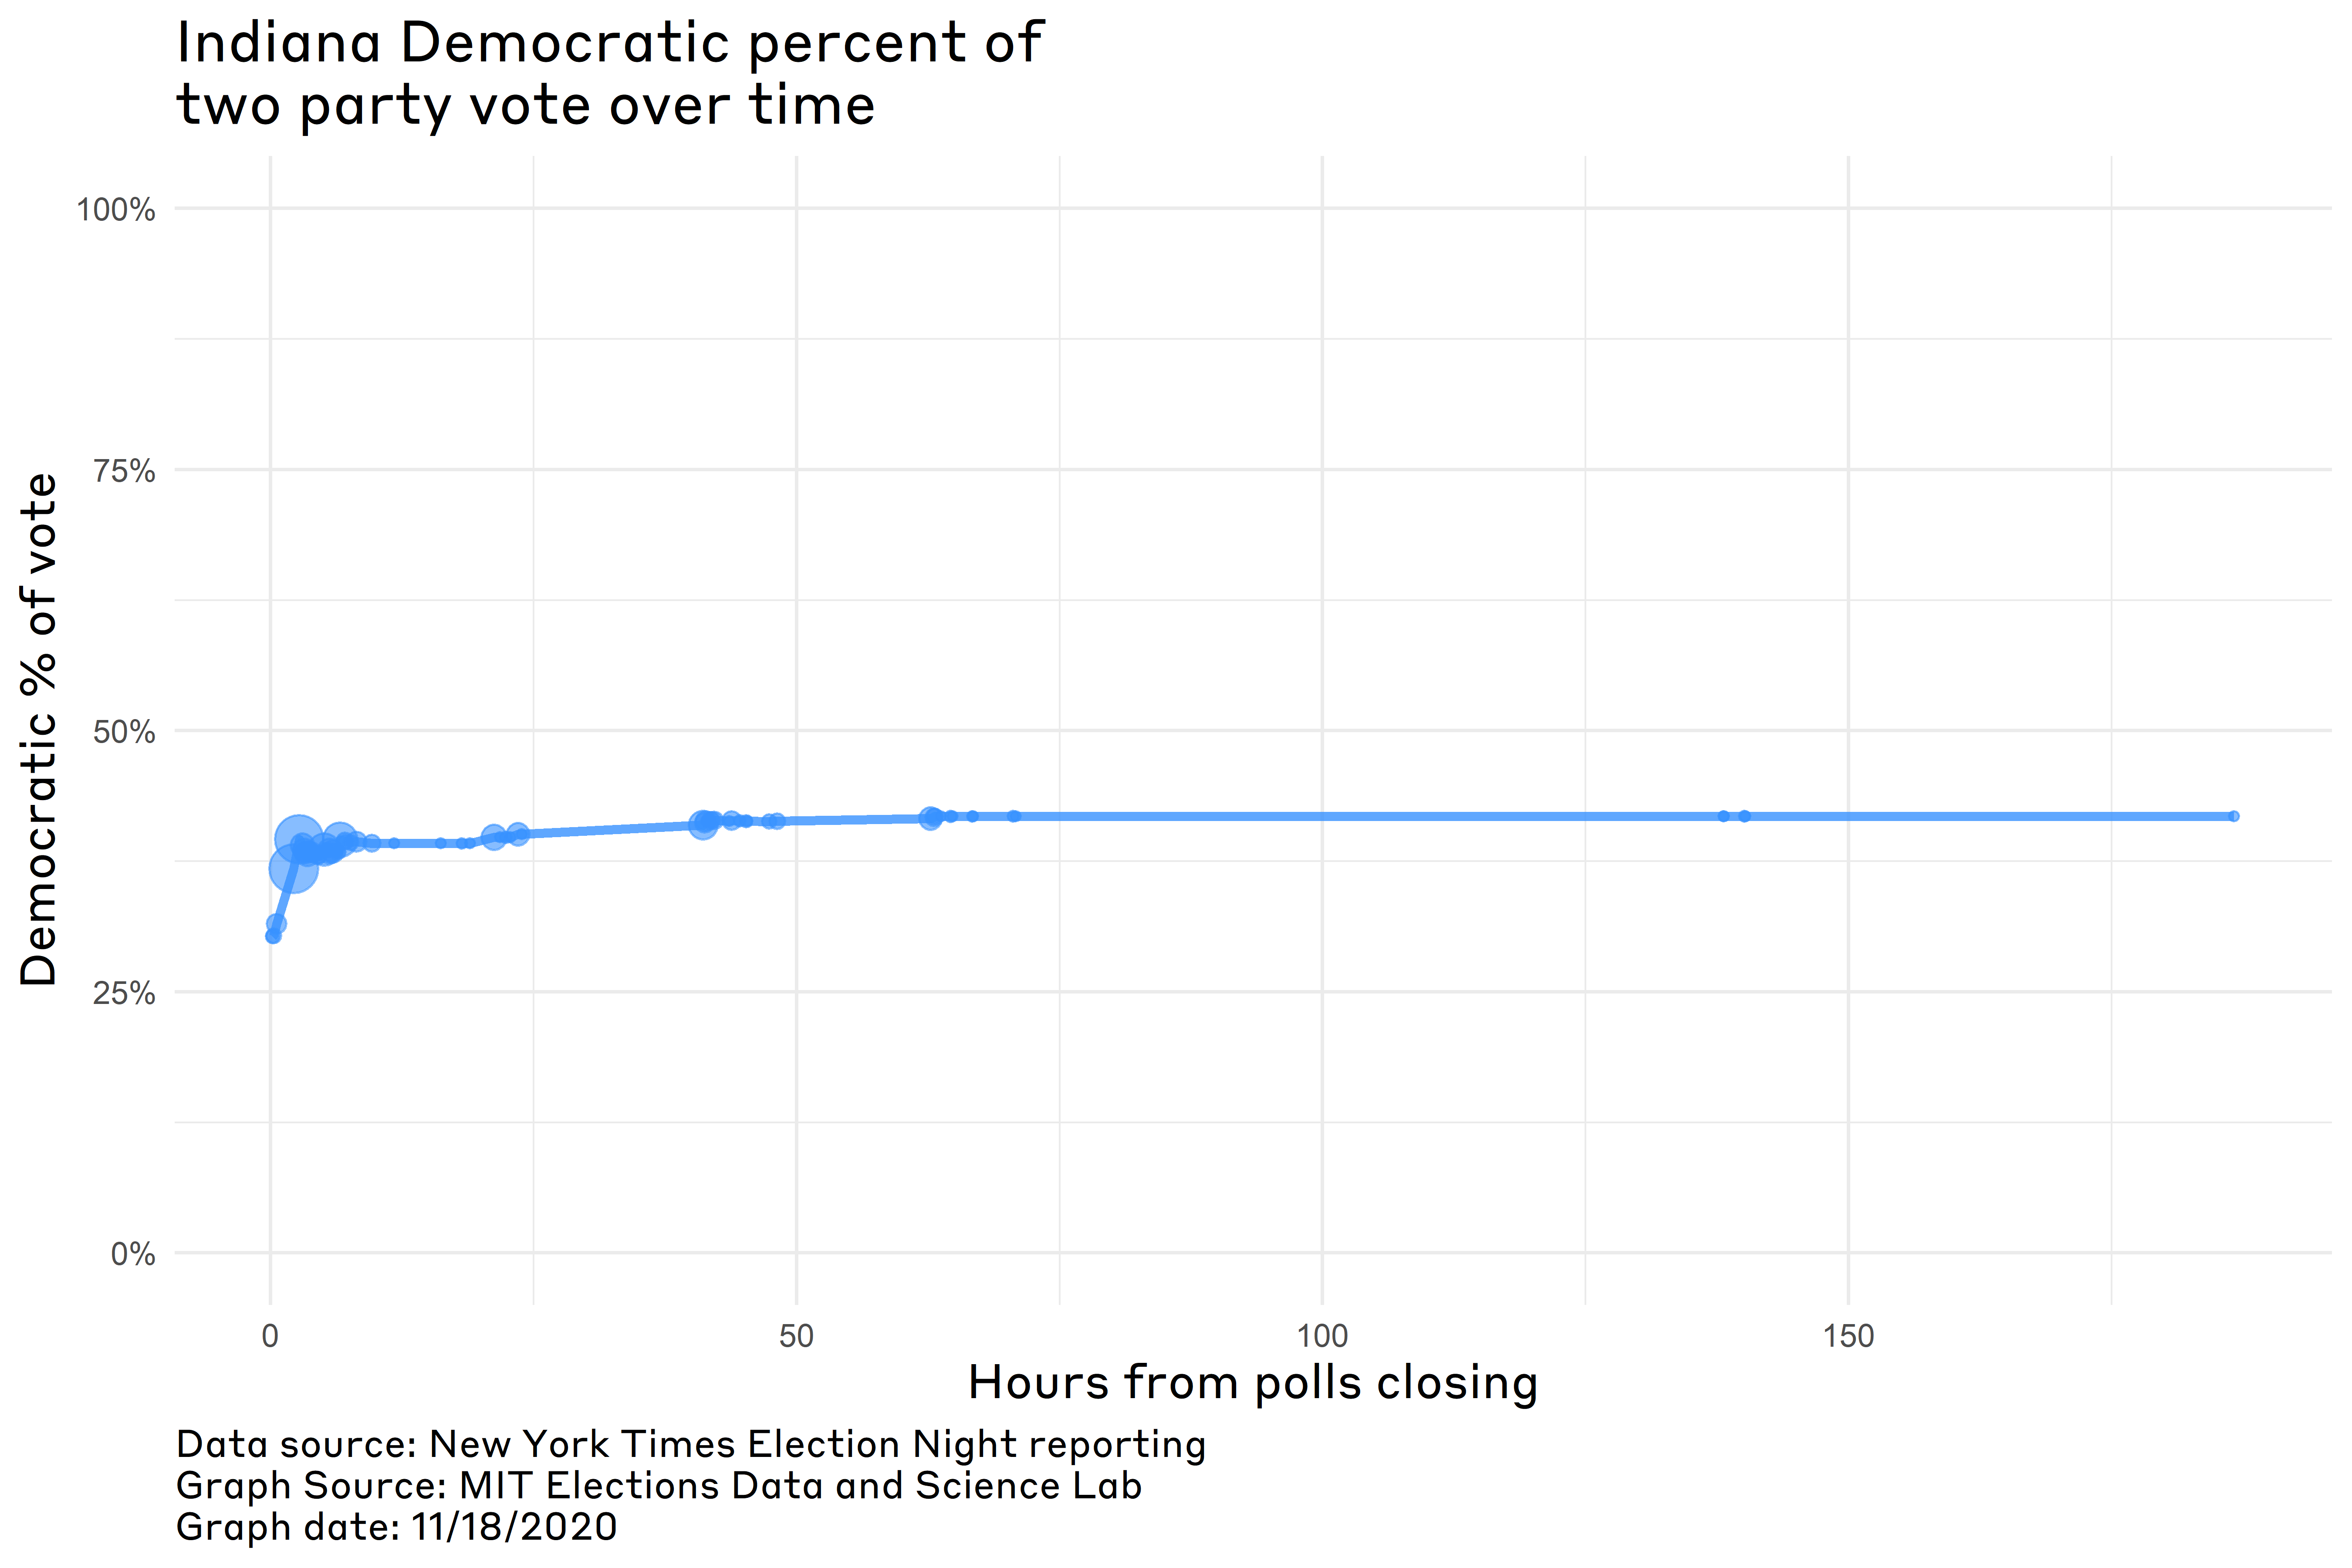 Indiana Democratic percent of
two party vote over time
Democratic % of vote
100%
75%
50%
25%
0%
0 50 100 150
Hours from polls closing
Data source: New York Times Election Night reporting
Graph Source: MIT Elections Data and Science Lab
Graph date: 11/18/2020